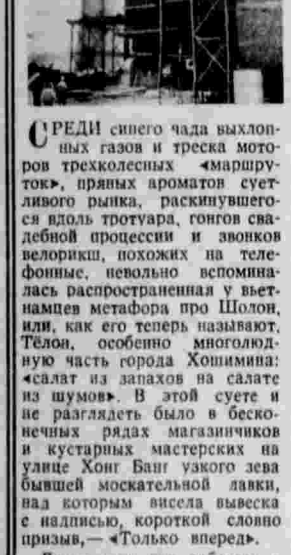 СРЕДИ синего чада выхлоп-
ных газов и треска мото-
ров трехколесных «маршру-
ток», пряных ароматов сует-
ливого рынка, раскинувшего-
ся вдоль тротуара, гонгов сва-
дебной процессии и звонков
велорикш, похожих на теле-
фонные, невольно вспомина-
лась распространенная у вьет-
намцев метафора про Шолон,
или, как его теперь называют,
Тёлон, особенно многолюд-
ную часть города Хошимина:
«салат из запахов на салате
из шумов». В этой суете и
не разглядеть было в беско-
нечных рядах магазинчиков
и кустарных мастерских на
улице Хонг Банг узкого зева
бывшей москательной лавки,
над которым висела вывеска
с надписью, короткой словно
призыв,— «Только вперед».